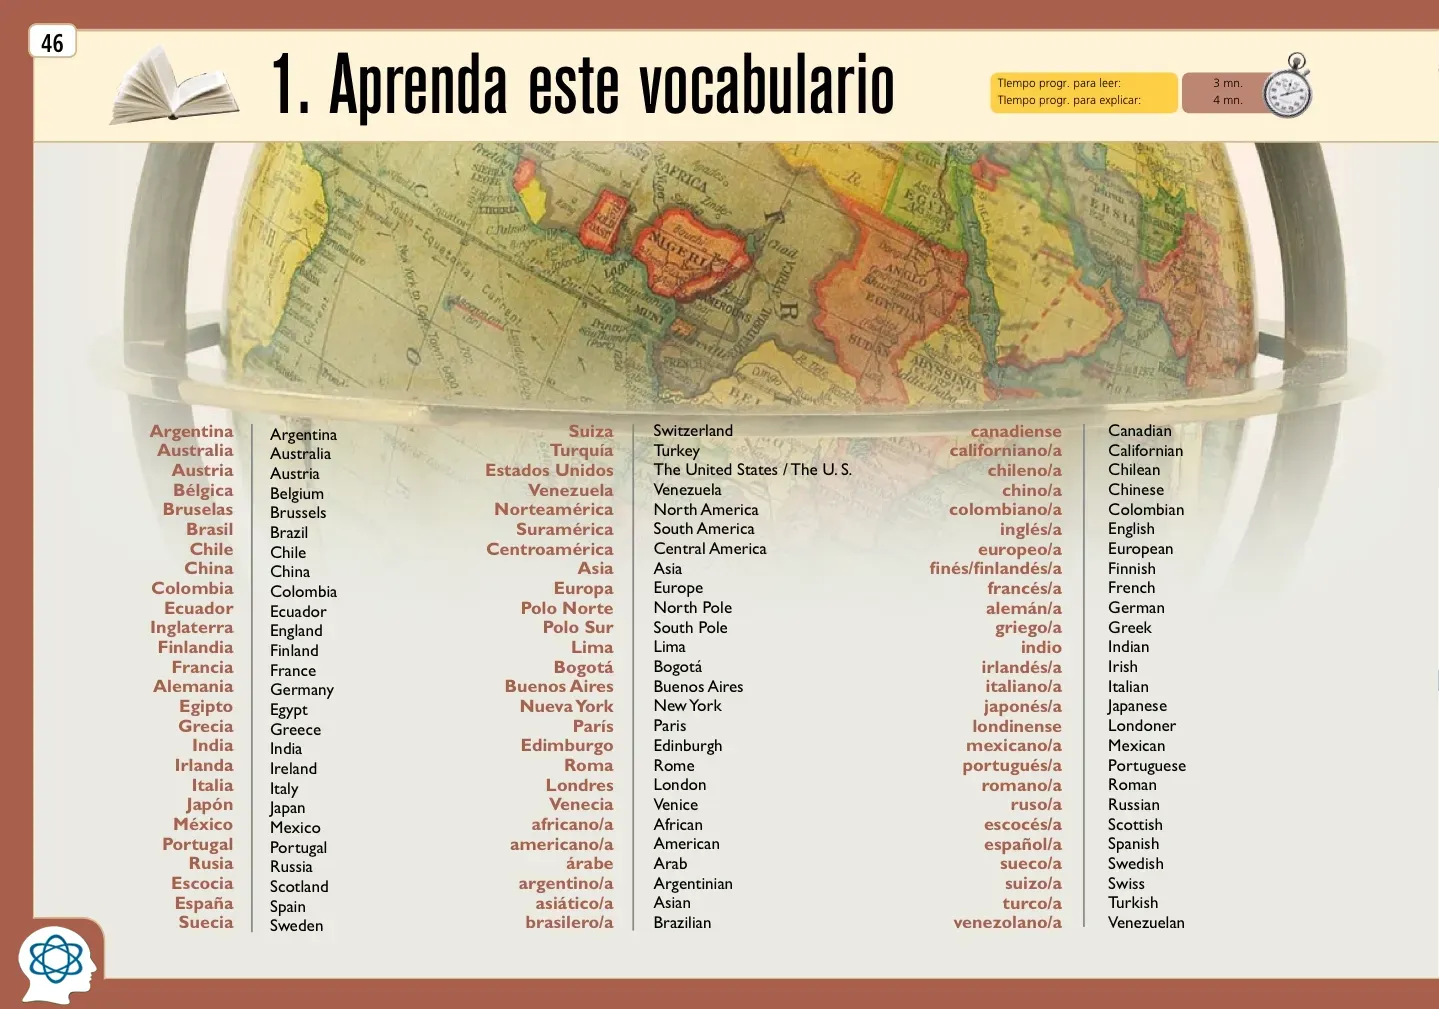 46
1. Aprenda este vocabulario
TIempo progr. para leer: 3 mn.
TIempo progr. para explicar: 4 mn.
AFRICA
NIGERIA
LIBERIA
ANGLO
EGYPTIAN
SUDAN
ABYSSINIA
Argentina Argentina
Australia Australia
Austria Austria
Bélgica Belgium
Bruselas Brussels
Brasil Brazil
Chile Chile
China China
Colombia Colombia
Ecuador Ecuador
Inglaterra England
Finlandia Finland
Francia France
Alemania Germany
Egipto Egypt
Grecia Greece
India India
Irlanda Ireland
Italia Italy
Japón Japan
México Mexico
Portugal Portugal
Rusia Russia
Escocia Scotland
España Spain
Suecia Sweden
Suiza Switzerland
Turquía Turkey
Estados Unidos The United States / The U. S.
Venezuela Venezuela
Norteamérica North America
Suramérica South America
Centroamérica Central America
Asia Asia
Europa Europe
Polo Norte North Pole
Polo Sur South Pole
Lima Lima
Bogotá Bogotá
Buenos Aires Buenos Aires
Nueva York New York
París Paris
Edimburgo Edinburgh
Roma Rome
Londres London
Venecia Venice
africano/a African
americano/a American
árabe Arab
argentino/a Argentinian
asiático/a Asian
brasilero/a Brazilian
canadiense Canadian
californiano/a Californian
chileno/a Chilean
chino/a Chinese
colombiano/a Colombian
inglés/a English
europeo/a European
finés/finlandés/a Finnish
francés/a French
alemán/a German
griego/a Greek
indio Indian
irlandés/a Irish
italiano/a Italian
japonés/a Japanese
londinense Londoner
mexicano/a Mexican
portugués/a Portuguese
romano/a Roman
ruso/a Russian
escocés/a Scottish
español/a Spanish
sueco/a Swedish
suizo/a Swiss
turco/a Turkish
venezolano/a Venezuelan